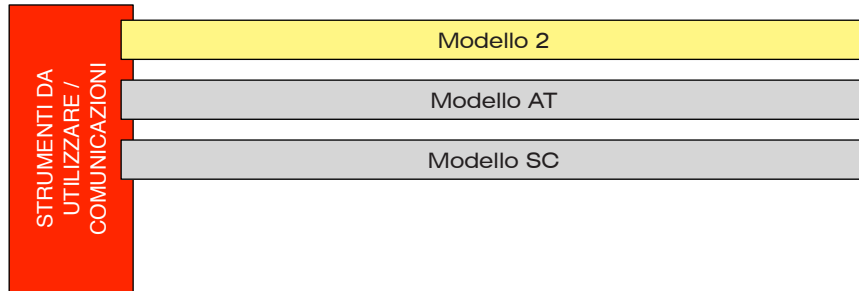 STRUMENTI DA
UTILIZZARE /
COMUNICAZIONI
Modello 2
Modello AT
Modello SC